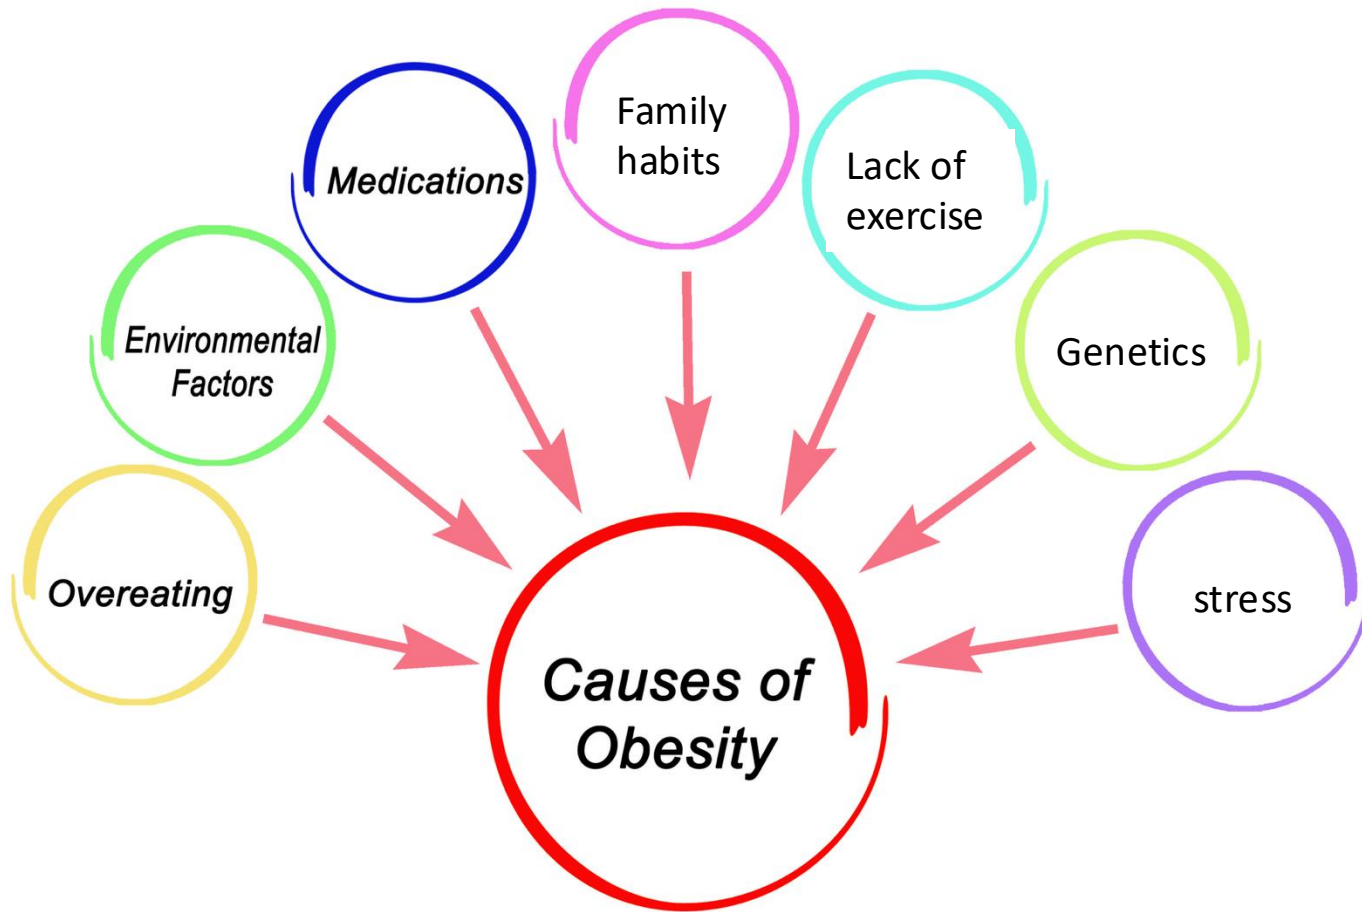 Family
habits
Medications
Lack of
exercise
Environmental
Factors
Genetics
Overeating
stress
Causes of
Obesity